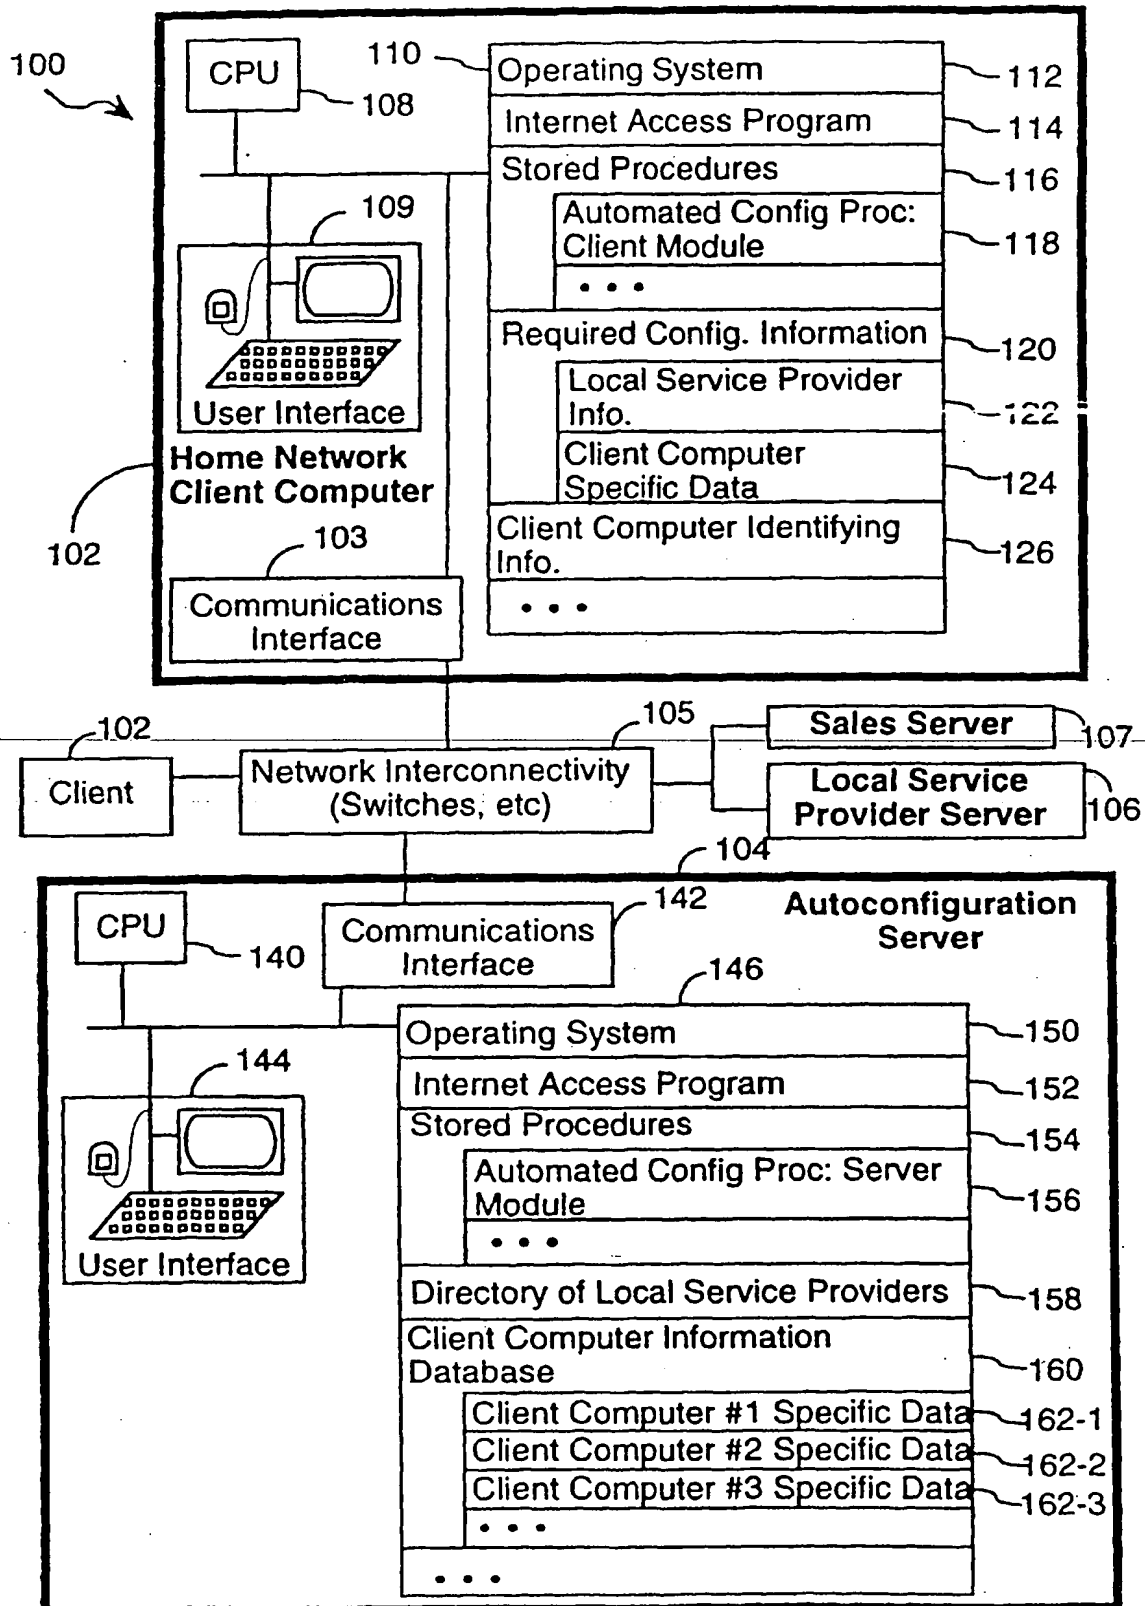 100
CPU
108
110
Operating System
112
Internet Access Program
114
Stored Procedures
116
Automated Config Proc:
Client Module
118
• • •
109
User Interface
Required Config. Information
120
Local Service Provider
Info.
122
Client Computer
Specific Data
124
Home Network
Client Computer
102
Client Computer Identifying
Info.
126
• • •
103
Communications
Interface
102
Client
105
Network Interconnectivity
(Switches, etc)
Sales Server
107
Local Service
Provider Server
106
104
Autoconfiguration
Server
CPU
140
142
Communications
Interface
146
Operating System
150
Internet Access Program
152
Stored Procedures
154
Automated Config Proc: Server
Module
156
• • •
144
User Interface
Directory of Local Service Providers
158
Client Computer Information
Database
160
Client Computer #1 Specific Data
162-1
Client Computer #2 Specific Data
162-2
Client Computer #3 Specific Data
162-3
• • •
• • •